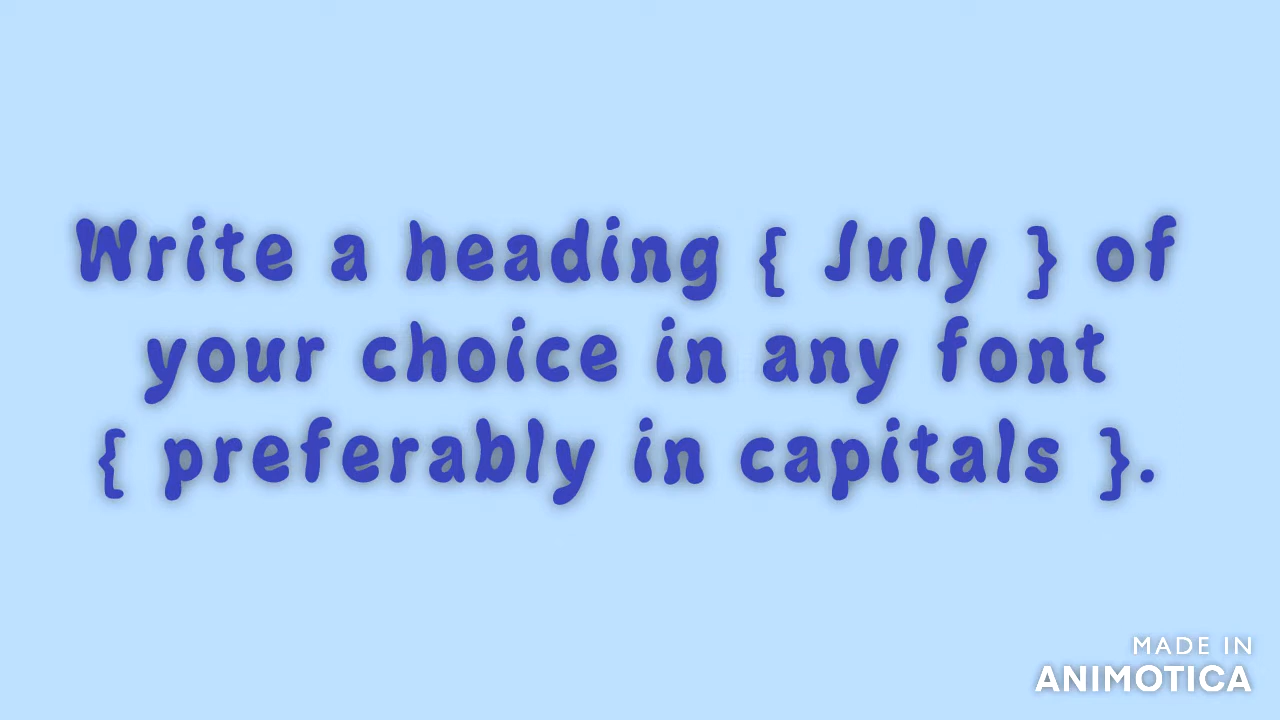 Write a heading { July } of
your choice in any font
{ preferably in capitals }.
MADE IN
ANIMOTICA